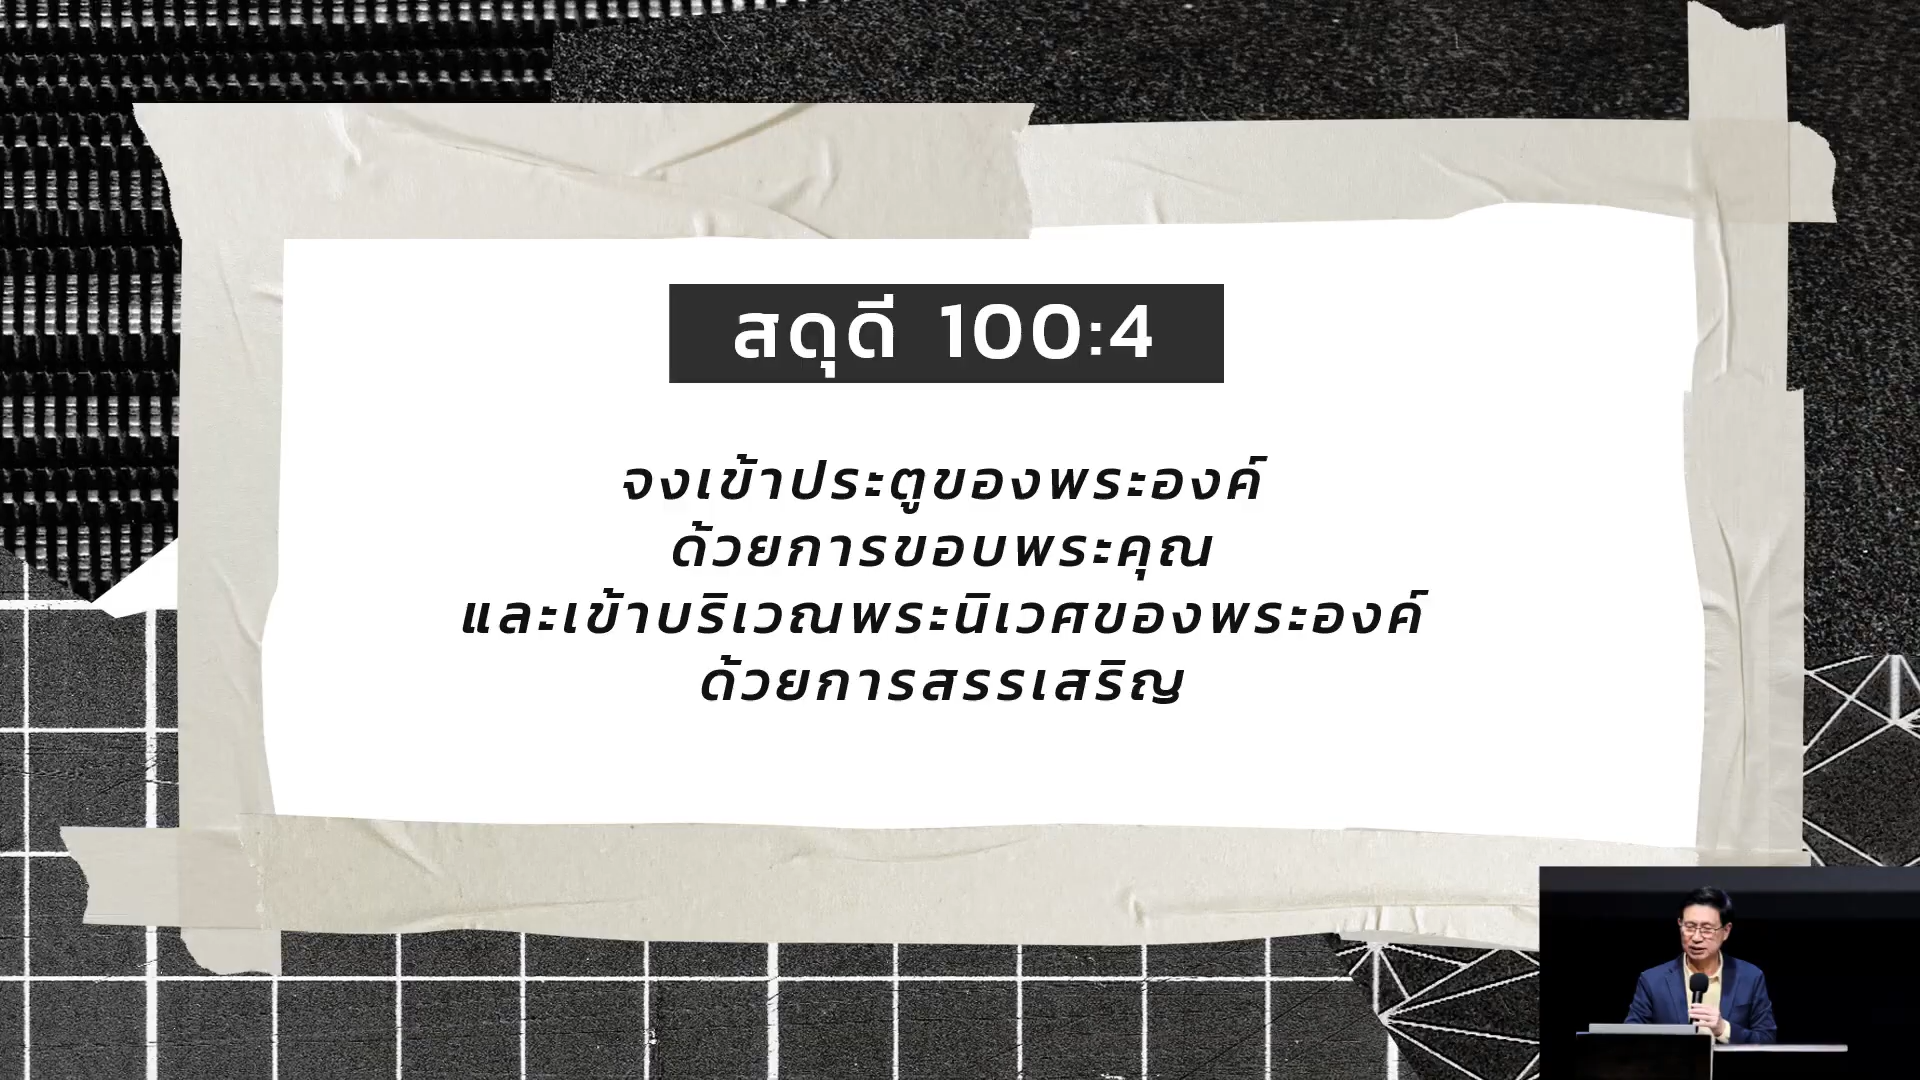 สดุดี 100:4
จงเข้าประตูของพระองค์
ด้วยการขอบพระคุณ
และเข้าบริเวณพระนิเวศของพระองค์
ด้วยการสรรเสริญ